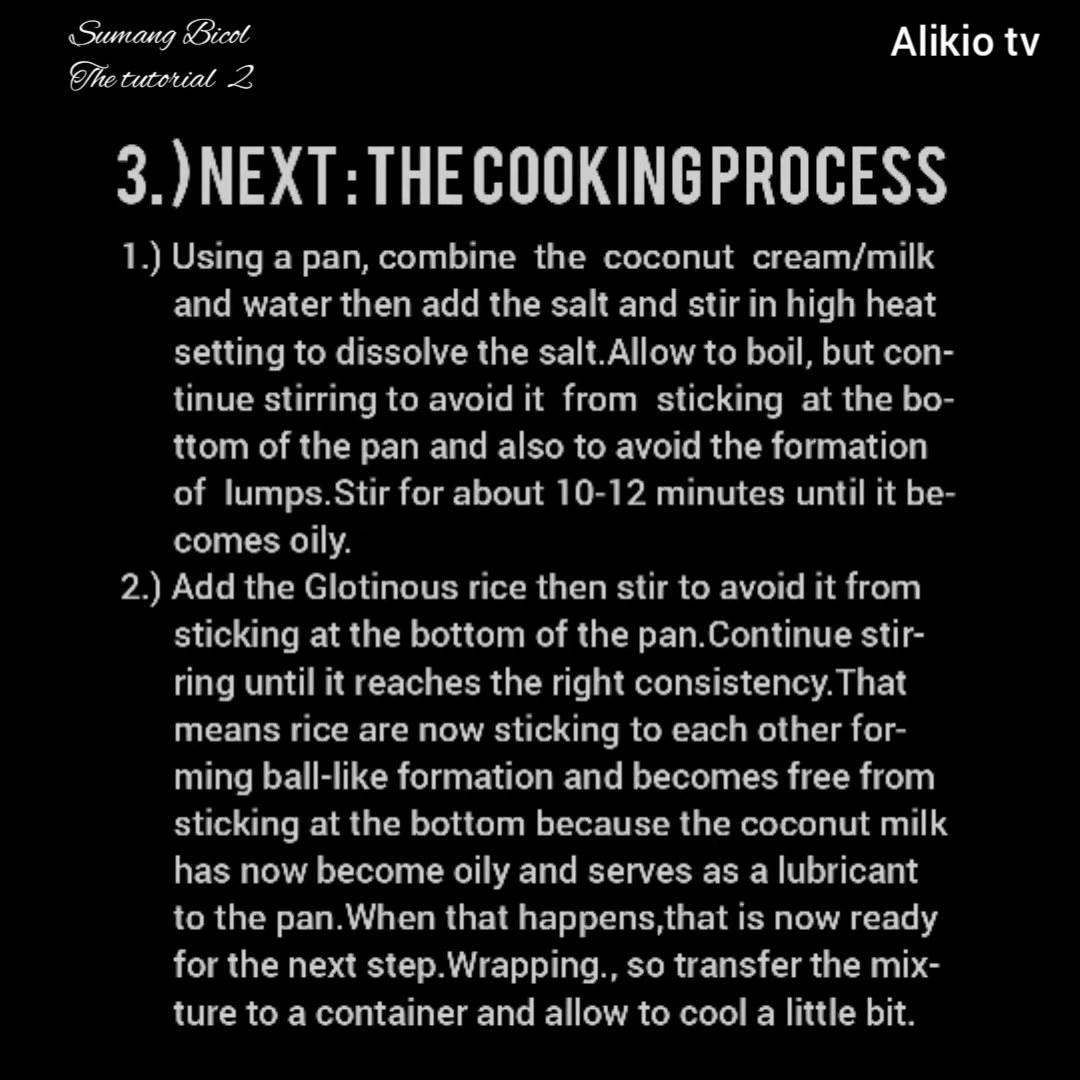 Sumang Bicol
The tutorial 2
Alikio tv
3.) NEXT : THE COOKING PROCESS
1.) Using a pan, combine the coconut cream/milk
and water then add the salt and stir in high heat
setting to dissolve the salt.Allow to boil, but con-
tinue stirring to avoid it from sticking at the bo-
ttom of the pan and also to avoid the formation
of lumps.Stir for about 10-12 minutes until it be-
comes oily.
2.) Add the Glotinous rice then stir to avoid it from
sticking at the bottom of the pan.Continue stir-
ring until it reaches the right consistency.That
means rice are now sticking to each other for-
ming ball-like formation and becomes free from
sticking at the bottom because the coconut milk
has now become oily and serves as a lubricant
to the pan.When that happens,that is now ready
for the next step.Wrapping., so transfer the mix-
ture to a container and allow to cool a little bit.